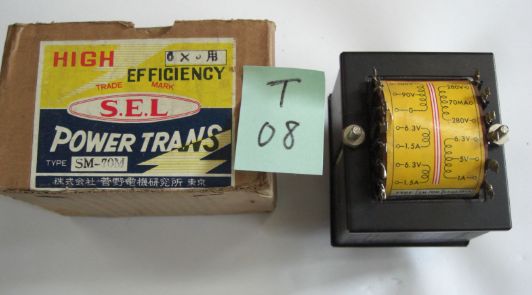 HIGH
6×5用
EFFICIENCY
TRADE MARK
S.E.L
POWER TRANS
TYPE SM-70M
株式会社 菅野電機研究所 東京
T
08
90V
280V
70MA
6.3V
280V
1.5A
6.3V
6.3V
5V
1.5A
1A